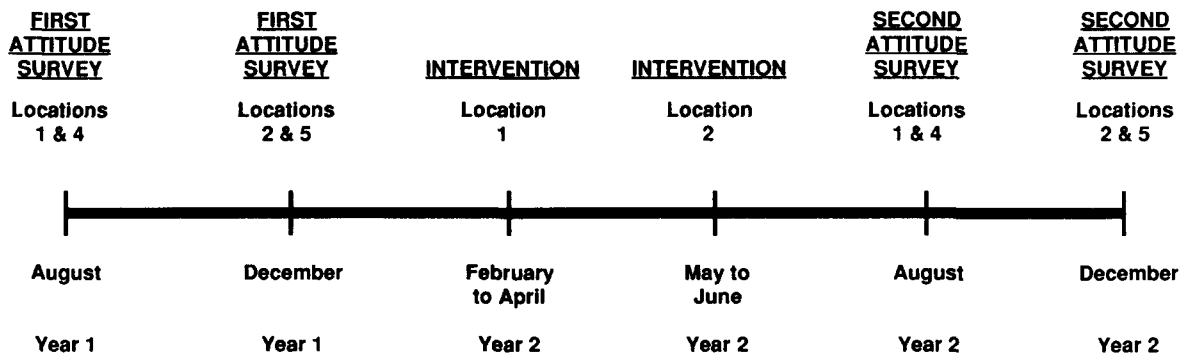 FIRST
ATTITUDE
SURVEY
Locations
1 & 4
August
Year 1
FIRST
ATTITUDE
SURVEY
Locations
2 & 5
December
Year 1
INTERVENTION
Location
1
February
to April
Year 2
INTERVENTION
Location
2
May to
June
Year 2
SECOND
ATTITUDE
SURVEY
Locations
1 & 4
August
Year 2
SECOND
ATTITUDE
SURVEY
Locations
2 & 5
December
Year 2